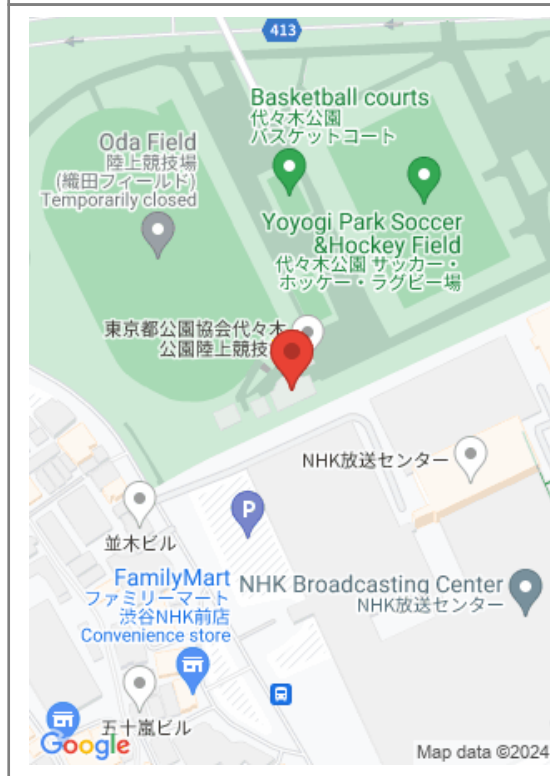 413
Basketball courts
代々木公園
バスケットコート
Oda Field
陸上競技場
(織田フィールド)
Temporarily closed
Yoyogi Park Soccer
&Hockey Field
代々木公園 サッカー・
ホッケー・ラグビー場
東京都公園協会代々木
公園陸上競技
NHK放送センター
P
並木ビル
FamilyMart
ファミリーマート
渋谷NHK前店
Convenience store
NHK Broadcasting Center
NHK放送センター
五十嵐ビル
Google
Map data ©2024